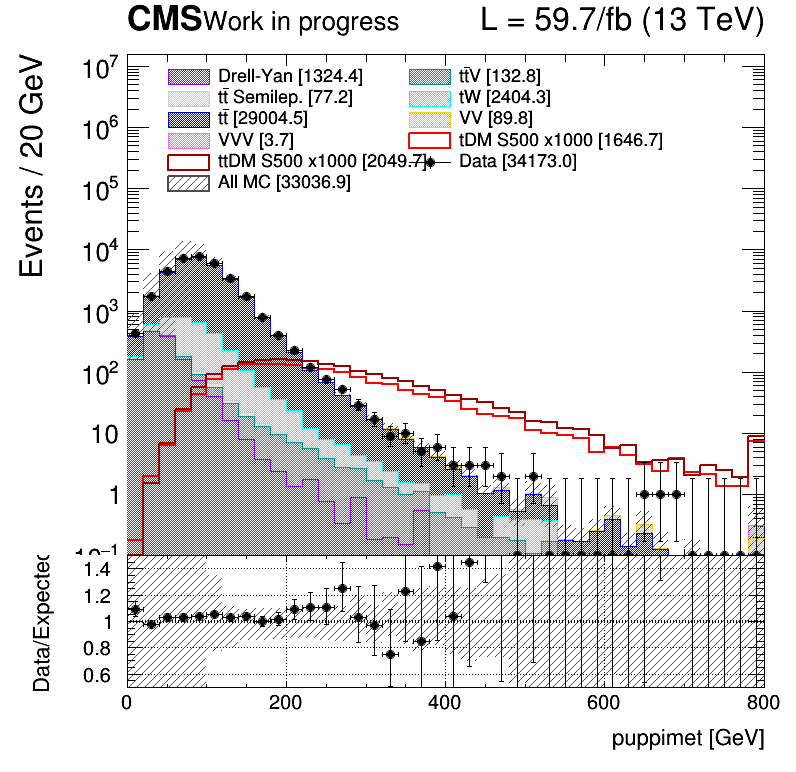 CMS Work in progress L = 59.7/fb (13 TeV)
Events / 20 GeV
10⁷
10⁶
10⁵
10⁴
10³
10²
10
1
10⁻¹
Drell-Yan [1324.4] tt̄V [132.8]
tt̄ Semilep. [77.2] tW [2404.3]
tt̄ [29004.5] VV [89.8]
VVV [3.7] tDM S500 x1000 [1646.7]
ttDM S500 x1000 [2049.7] Data [34173.0]
All MC [33036.9]
Data/Expected
1.4
1.2
1
0.8
0.6
0 200 400 600 800
puppimet [GeV]